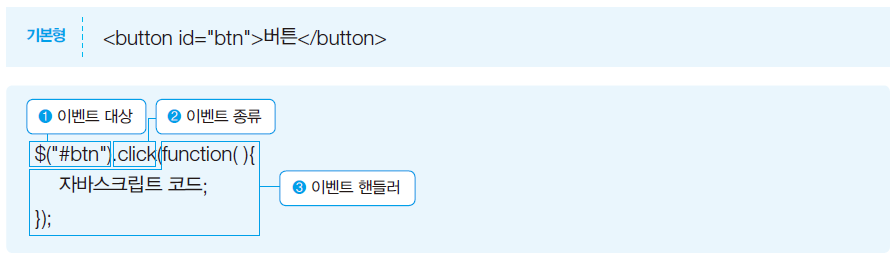 기본형
<button id="btn">버튼</button>
❶ 이벤트 대상 ❷ 이벤트 종류
$("#btn").click(function( ){
자바스크립트 코드;
❸ 이벤트 핸들러
});